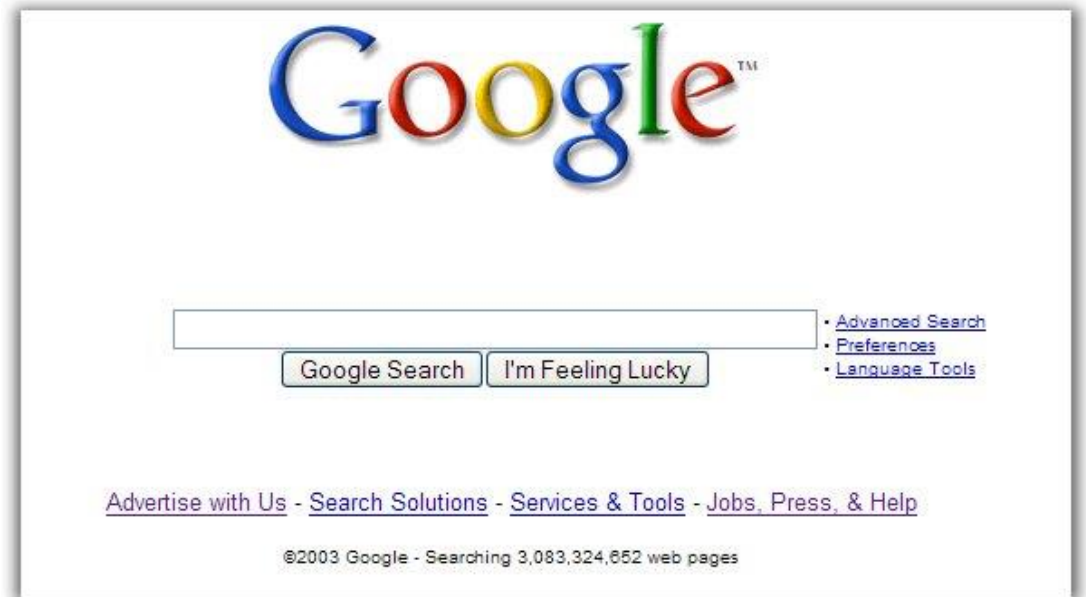 Google™
• Advanced Search
• Preferences
Google Search I'm Feeling Lucky • Language Tools
Advertise with Us - Search Solutions - Services & Tools - Jobs, Press, & Help
©2003 Google - Searching 3,083,324,652 web pages